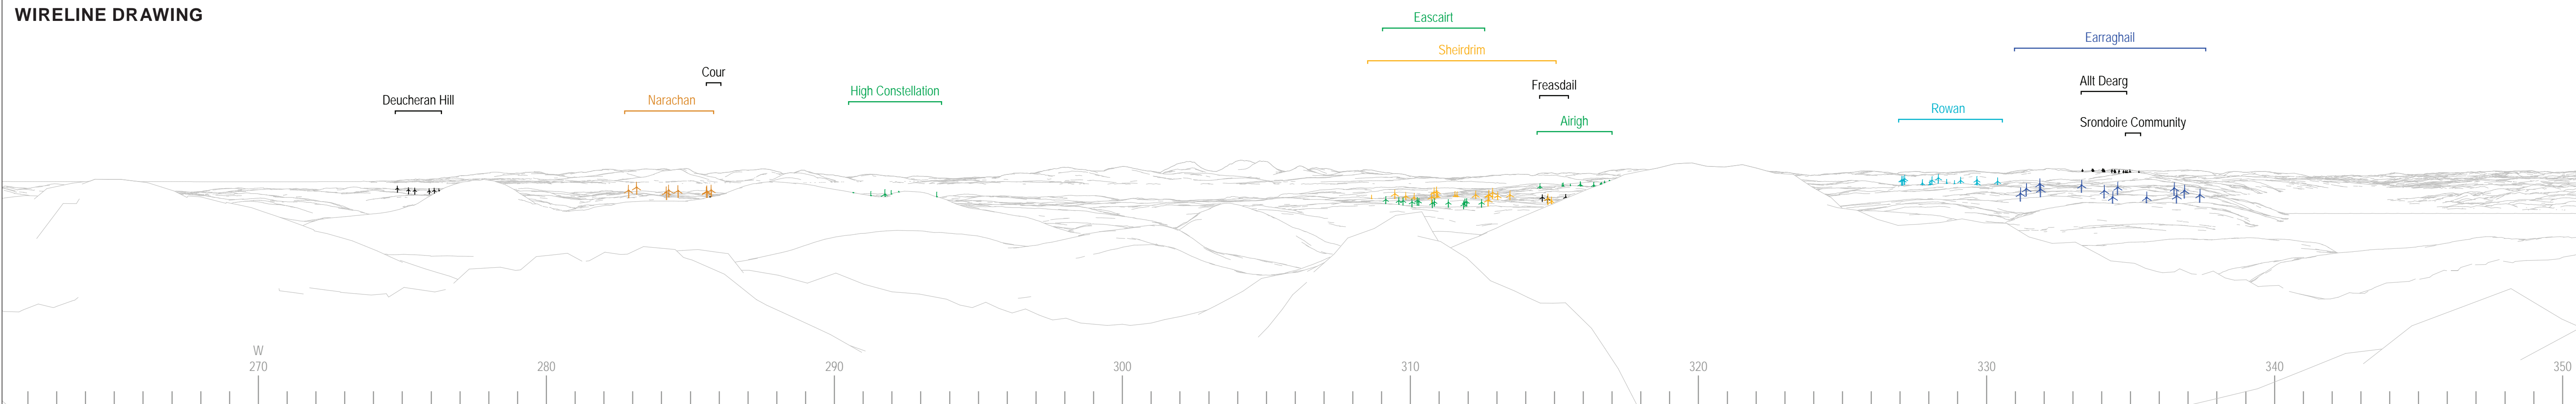 WIRELINE DRAWING
Eascairt
Earraghail
Sheirdrim
Cour
Allt Dearg
Freasdail
High Constellation
Deucheran Hill
Narachan
Rowan
Airigh
Srondoire Community
W
270 280 290 300 310 320 330 340 350